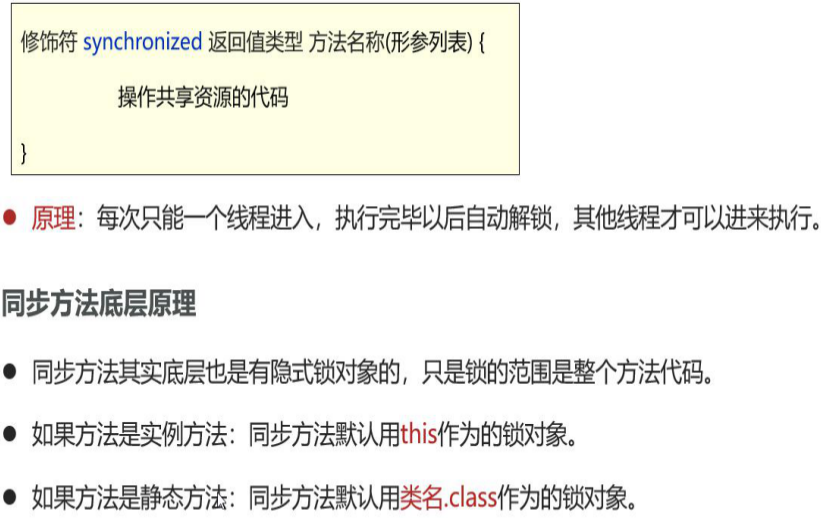 修饰符 synchronized 返回值类型 方法名称(形参列表) {
操作共享资源的代码
}
原理：每次只能一个线程进入，执行完毕以后自动解锁，其他线程才可以进来执行。
同步方法底层原理
同步方法其实底层也是有隐式锁对象的，只是锁的范围是整个方法代码。
如果方法是实例方法：同步方法默认用this作为的锁对象。
如果方法是静态方法：同步方法默认用类名.class作为的锁对象。